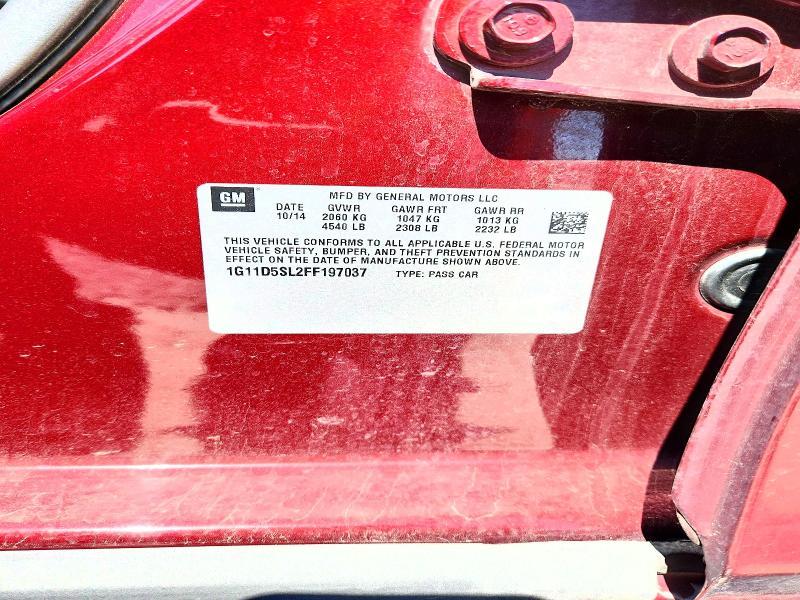 GM
MFD BY GENERAL MOTORS LLC
DATE GVWR GAWR FRT GAWR RR
10/14 2060 KG 1047 KG 1013 KG
4540 LB 2308 LB 2232 LB
THIS VEHICLE CONFORMS TO ALL APPLICABLE U.S. FEDERAL MOTOR
VEHICLE SAFETY, BUMPER, AND THEFT PREVENTION STANDARDS IN
EFFECT ON THE DATE OF MANUFACTURE SHOWN ABOVE.
1G11D5SL2FF197037 TYPE: PASS CAR